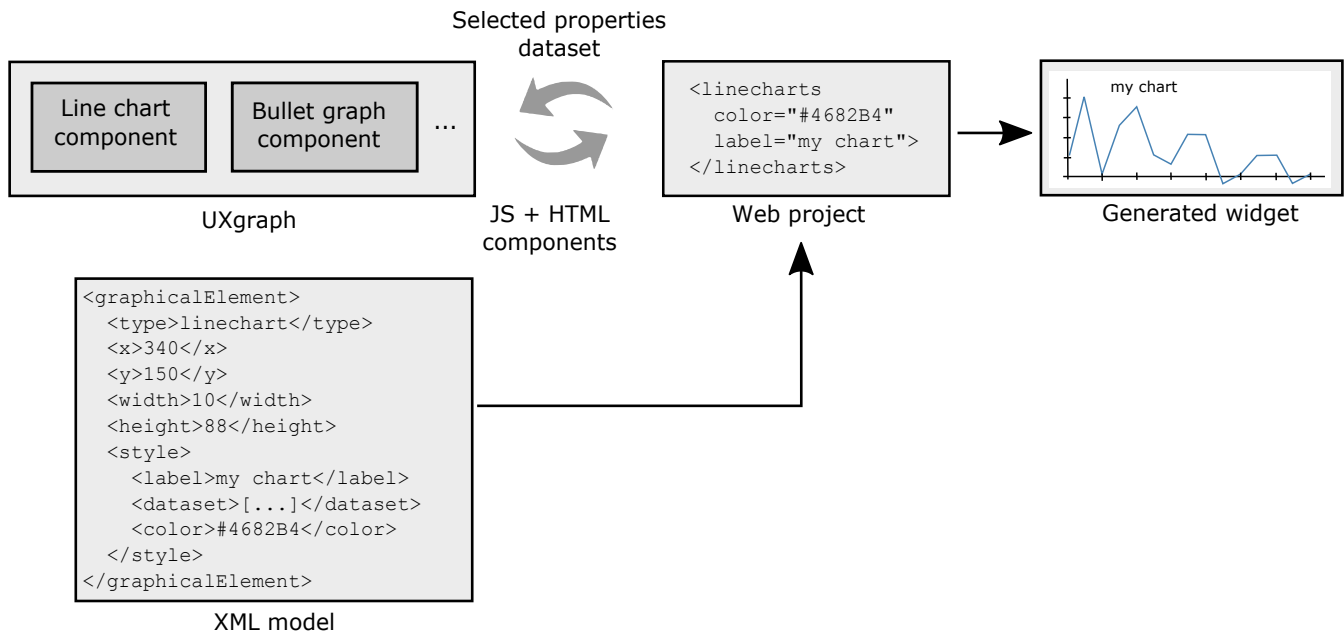 Selected properties
dataset
Line chart
component
Bullet graph
component
...
UXgraph
JS + HTML
components
<linecharts
  color="#4682B4"
  label="my chart">
</linecharts>
Web project
my chart
Generated widget
<graphicalElement>
  <type>linechart</type>
  <x>340</x>
  <y>150</y>
  <width>10</width>
  <height>88</height>
  <style>
    <label>my chart</label>
    <dataset>[...]</dataset>
    <color>#4682B4</color>
  </style>
</graphicalElement>
XML model